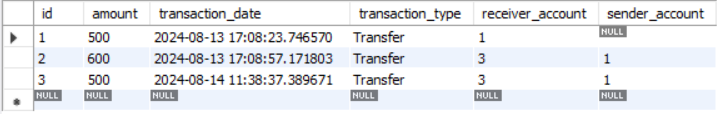 id amount transaction_date transaction_type receiver_account sender_account
1 500 2024-08-13 17:08:23.746570 Transfer 1 NULL
2 600 2024-08-13 17:08:57.171803 Transfer 3 1
3 500 2024-08-14 11:38:37.389671 Transfer 3 1
NULL NULL NULL NULL NULL NULL